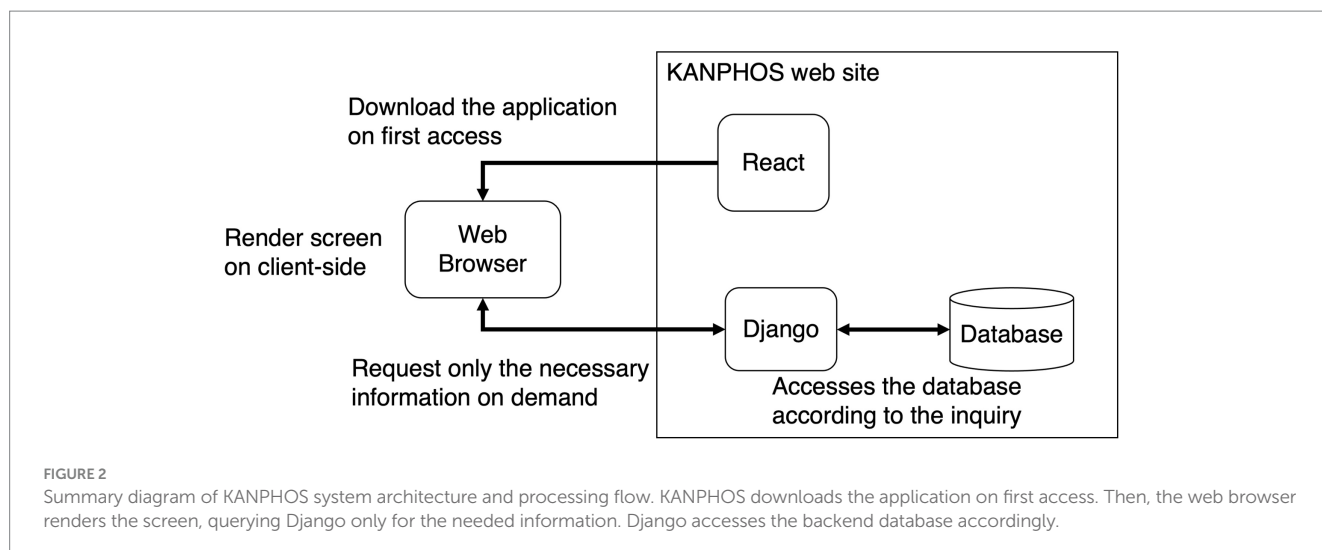 KANPHOS web site
Download the application
on first access
React
Render screen
on client-side
Web
Browser
Django
Database
Request only the necessary
information on demand
Accesses the database
according to the inquiry
FIGURE 2
Summary diagram of KANPHOS system architecture and processing flow. KANPHOS downloads the application on first access. Then, the web browser
renders the screen, querying Django only for the needed information. Django accesses the backend database accordingly.